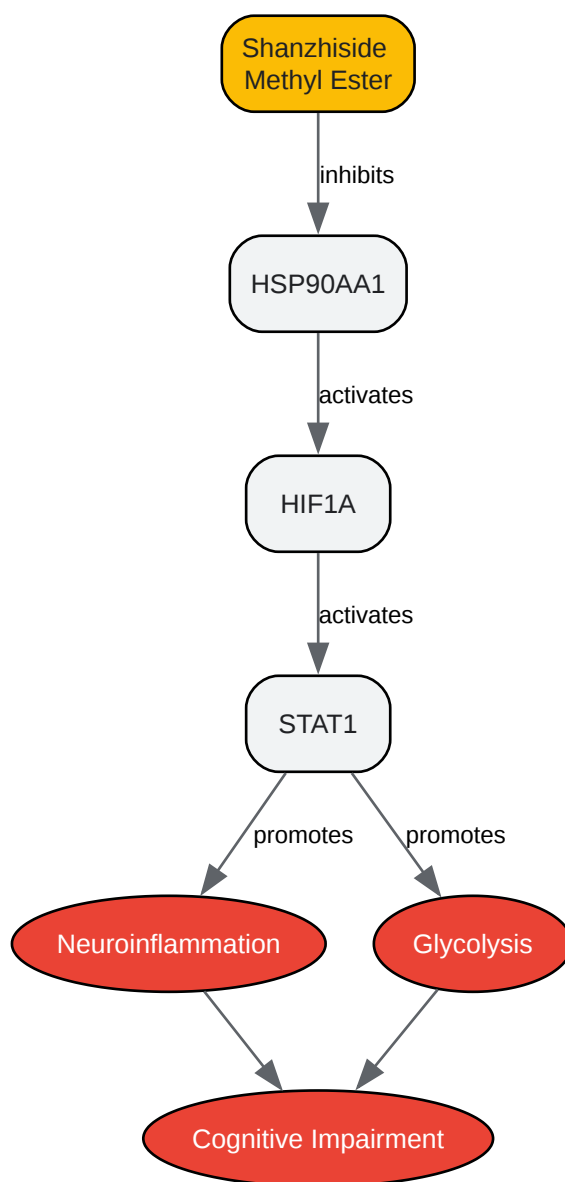 Shanzhiside
Methyl Ester
inhibits
HSP90AA1
activates
HIF1A
activates
STAT1
promotes
promotes
Neuroinflammation
Glycolysis
Cognitive Impairment